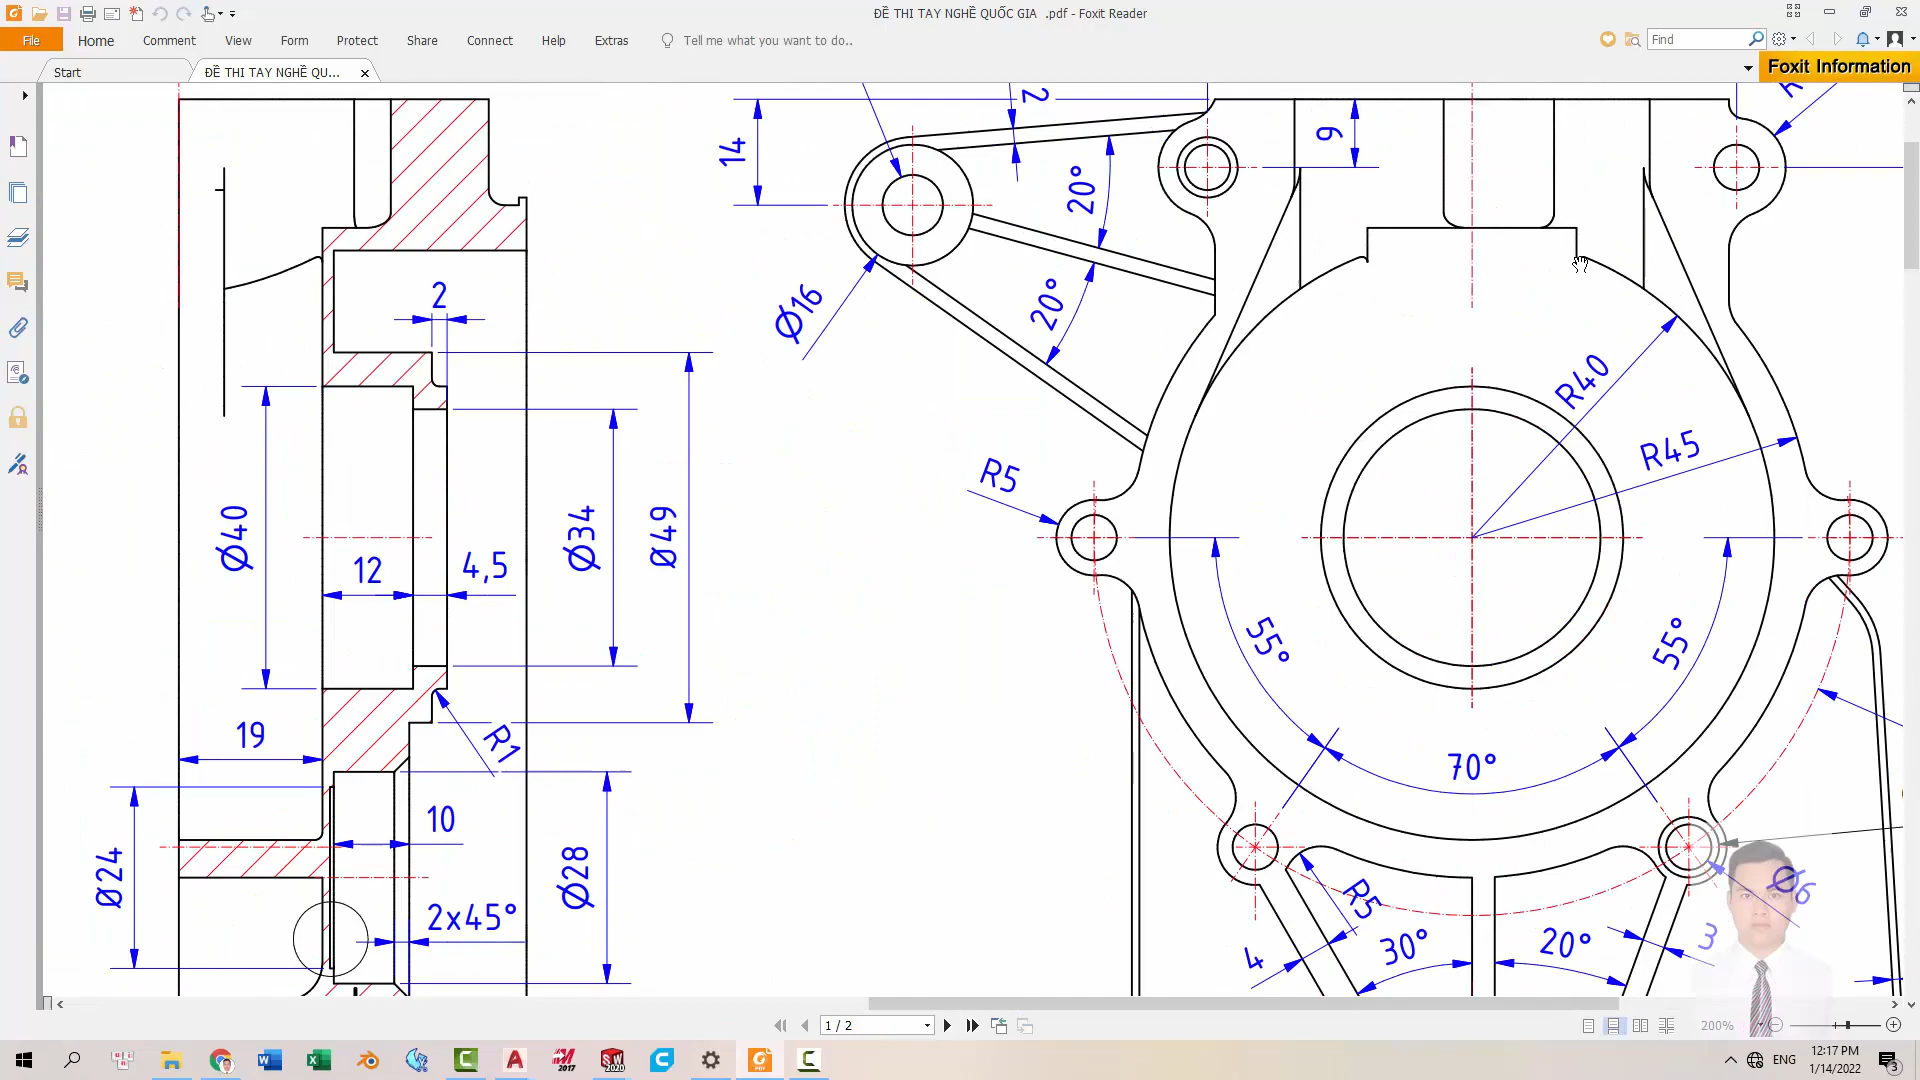 ĐỀ THI TAY NGHỀ QUỐC GIA .pdf - Foxit Reader
File Home Comment View Form Protect Share Connect Help Extras Tell me what you want to do.. Find
Start ĐỀ THI TAY NGHỀ QU... Foxit Information
2
14
9
20°
2
20°
Ø16
R40
R45
R5
Ø40
12
4,5
Ø34
Ø49
55°
55°
19
R1
70°
10
Ø24
Ø28
Ø6
R5
2x45°
4
30°
20°
3
1 / 2
200%
ENG
12:17 PM
1/14/2022